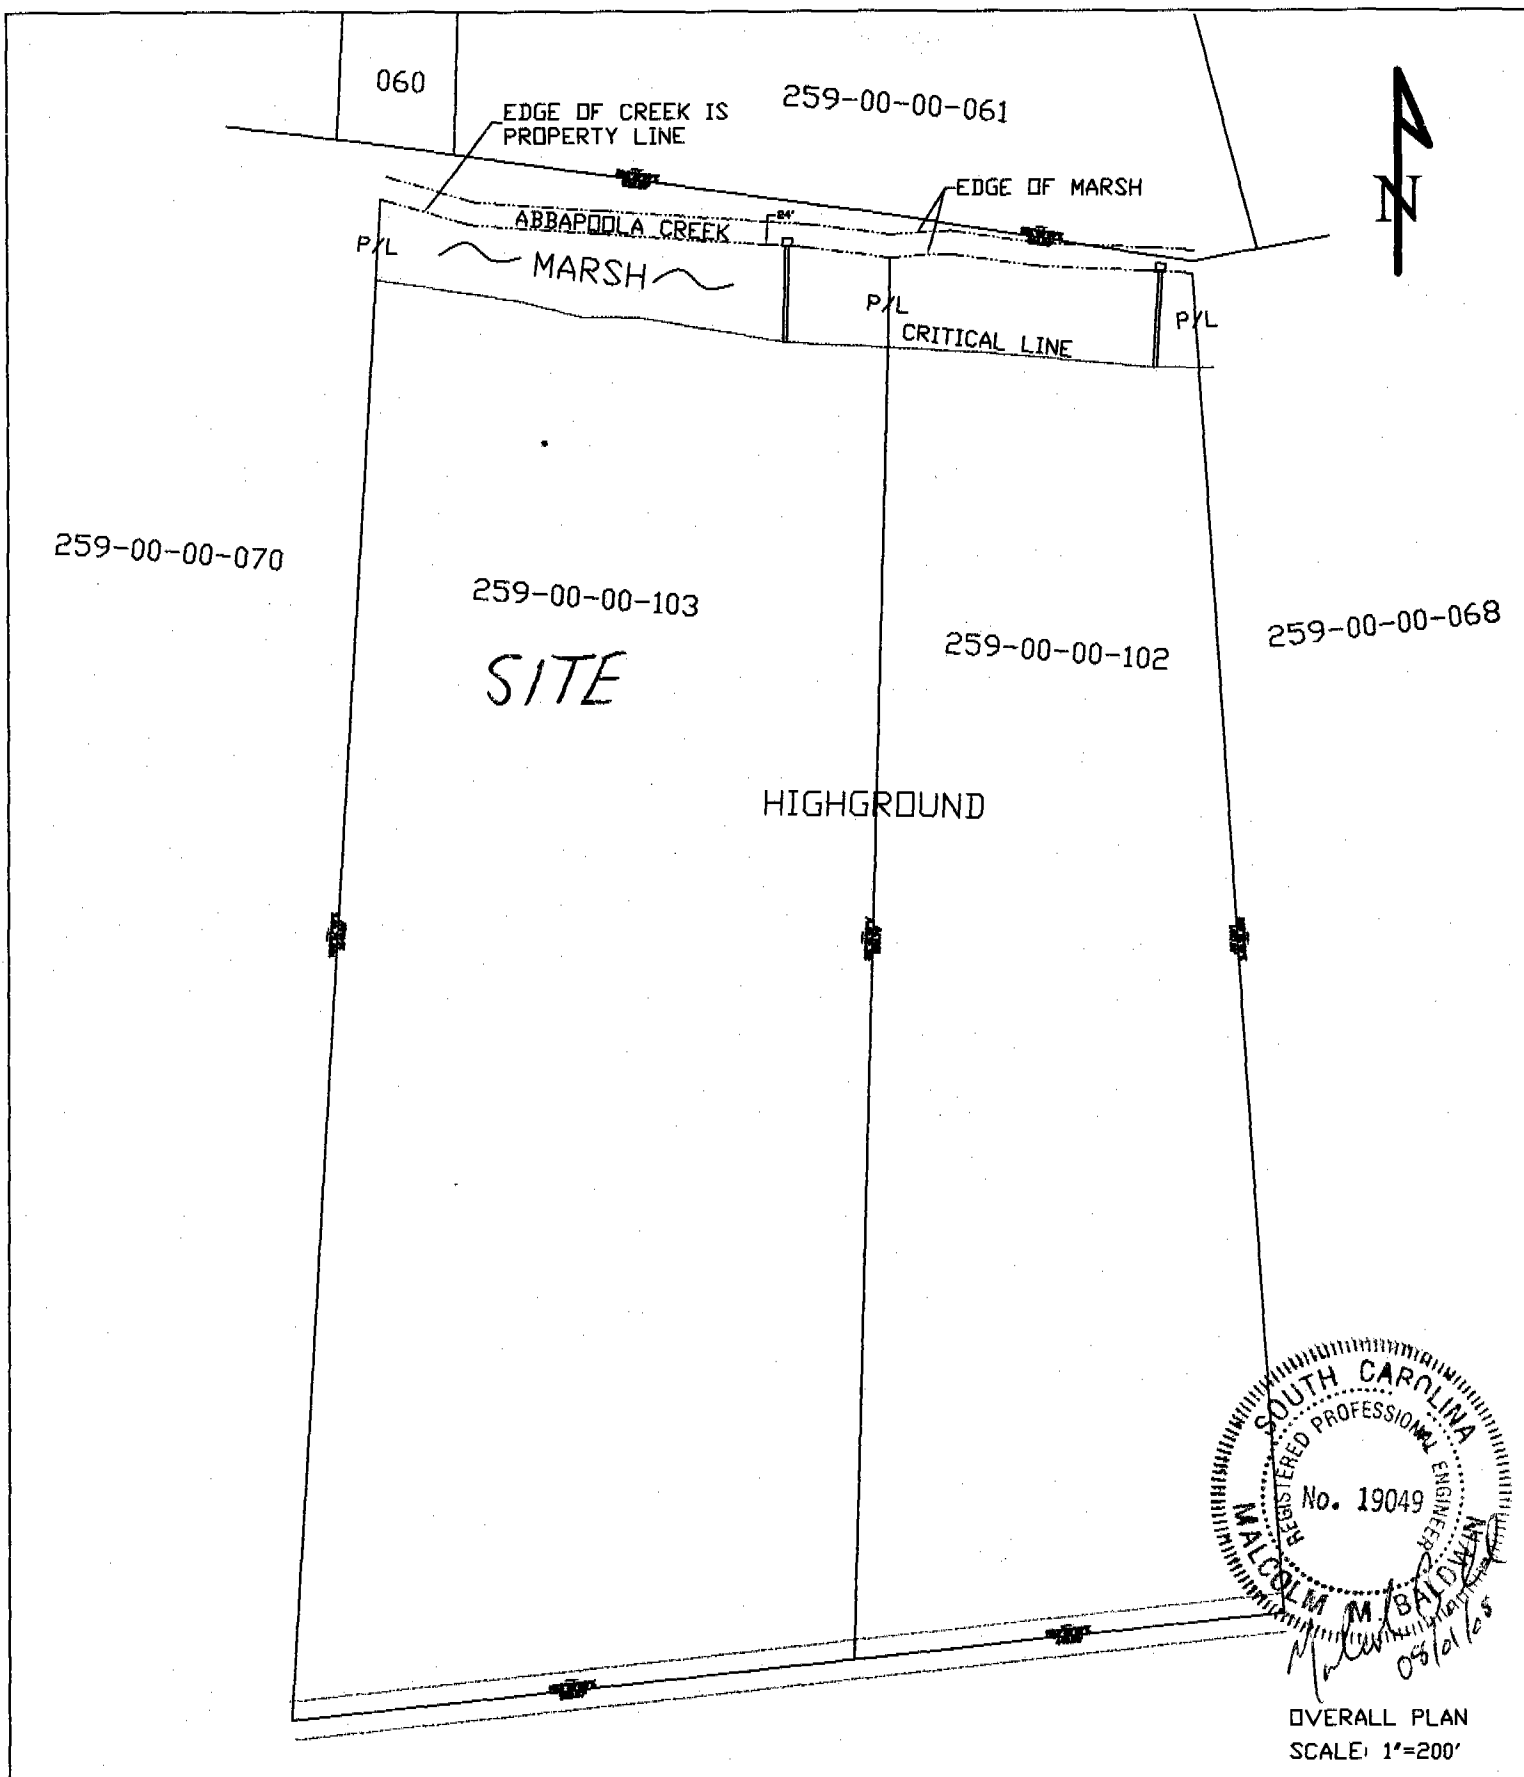 060
259-00-00-061
EDGE OF CREEK IS
PROPERTY LINE
EDGE OF MARSH
ABBAPOOLA CREEK
24'
P/L
MARSH
N
P/L
P/L
CRITICAL LINE
259-00-00-070
259-00-00-103
259-00-00-068
259-00-00-102
SITE
HIGHGROUND
SOUTH CAROLINA
REGISTERED PROFESSIONAL ENGINEER
No. 19049
MALCOLM M. BALDWIN
OVERALL PLAN
SCALE: 1"=200'